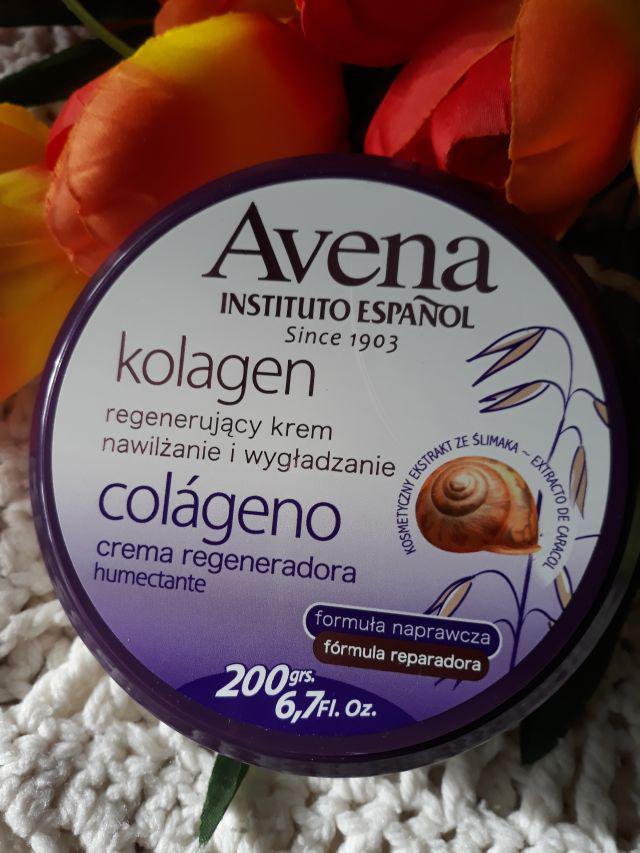 Avena
INSTITUTO ESPAÑOL
Since 1903
kolagen
regenerujący krem
nawilżanie i wygładzanie
colágeno
crema regeneradora
humectante
KOSMETYCZNY EKSTRAKT ZE ŚLIMAKA ~ EXTRACTO DE CARACOL
formuła naprawcza
fórmula reparadora
200grs.
6,7Fl. Oz.